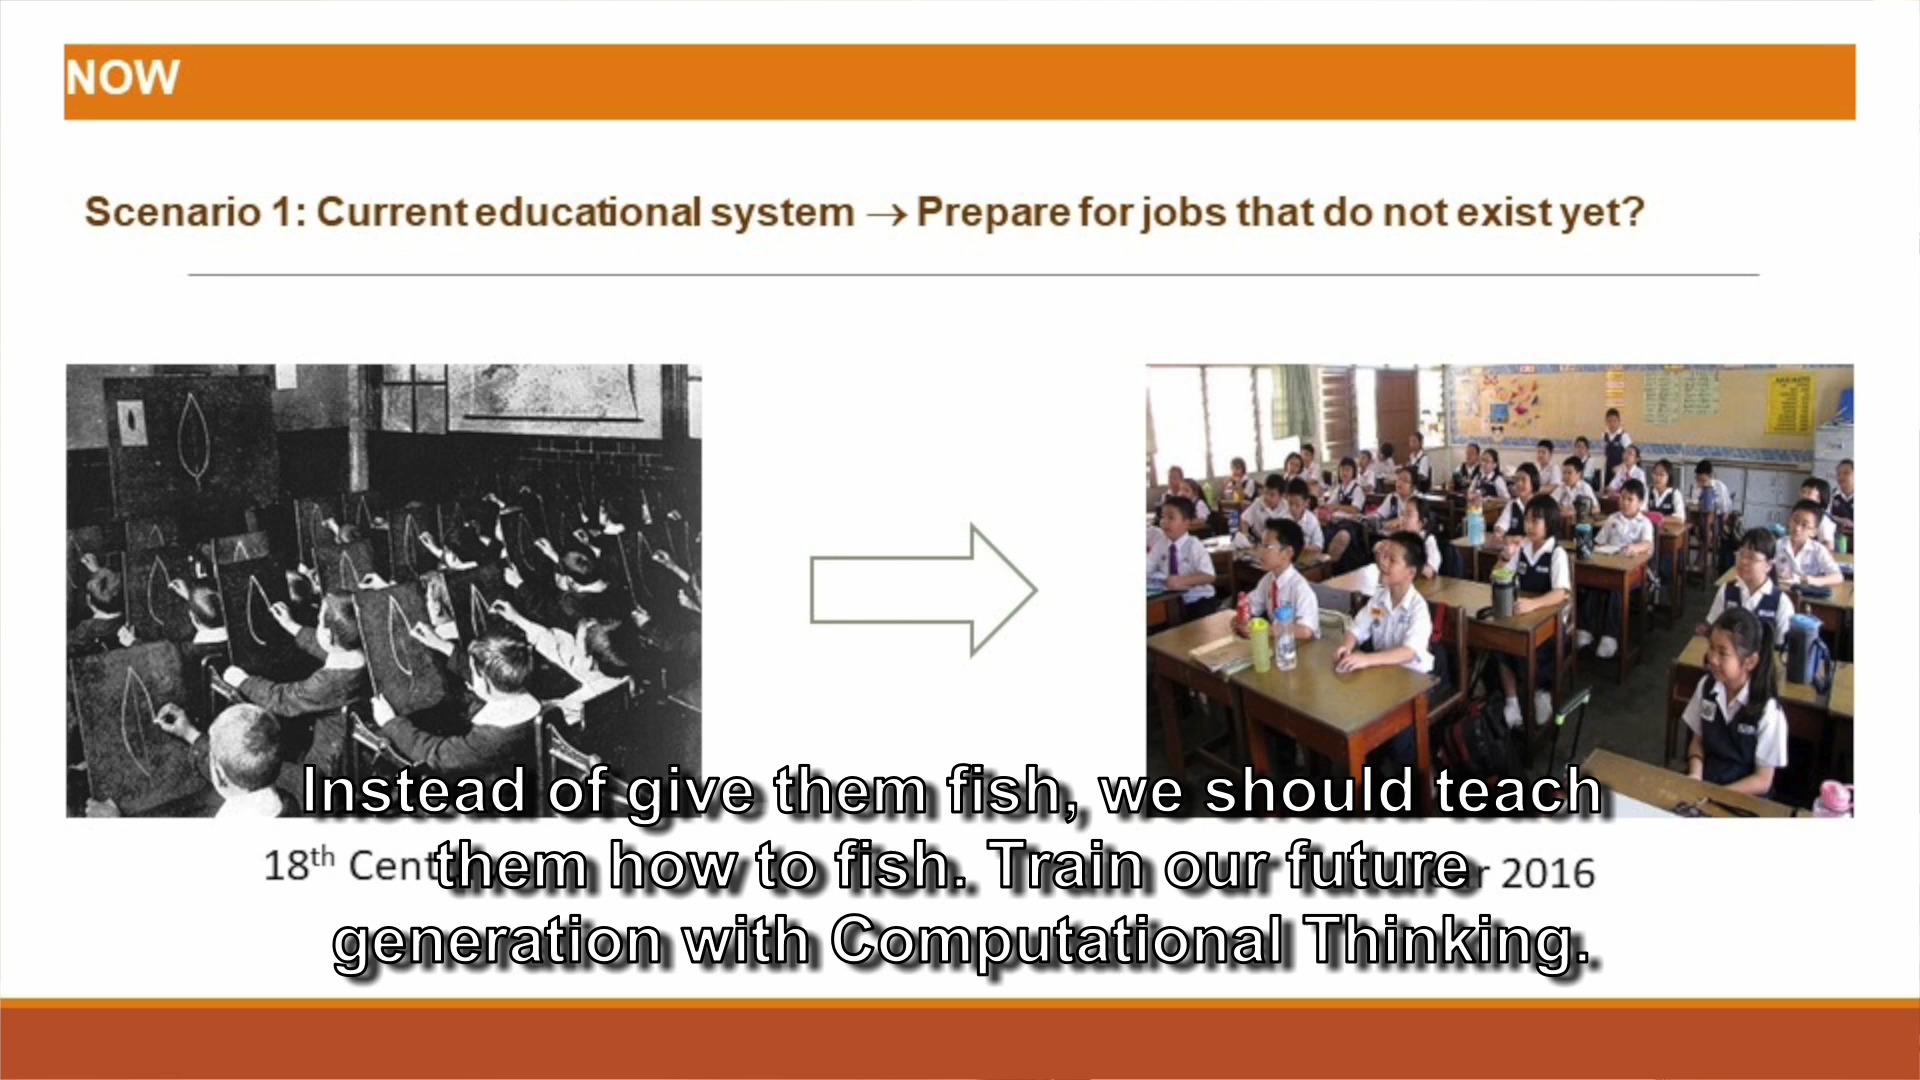 NOW
Scenario 1: Current educational system → Prepare for jobs that do not exist yet?
Instead of give them fish, we should teach
them how to fish. Train our future
generation with Computational Thinking.
18th
2016